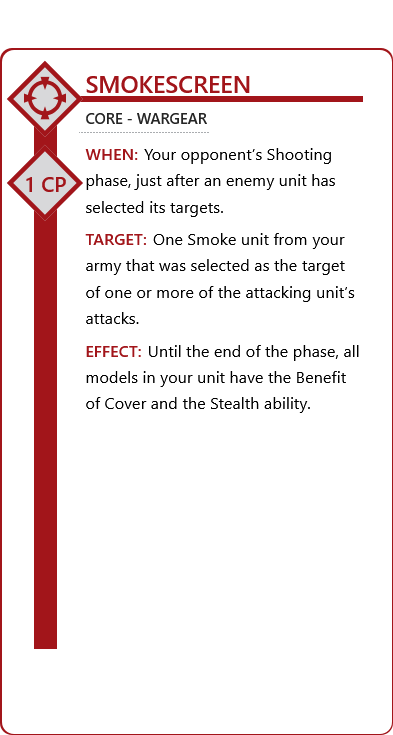 SMOKESCREEN
CORE - WARGEAR
1 CP
WHEN: Your opponent’s Shooting
phase, just after an enemy unit has
selected its targets.
TARGET: One Smoke unit from your
army that was selected as the target
of one or more of the attacking unit’s
attacks.
EFFECT: Until the end of the phase, all
models in your unit have the Benefit
of Cover and the Stealth ability.